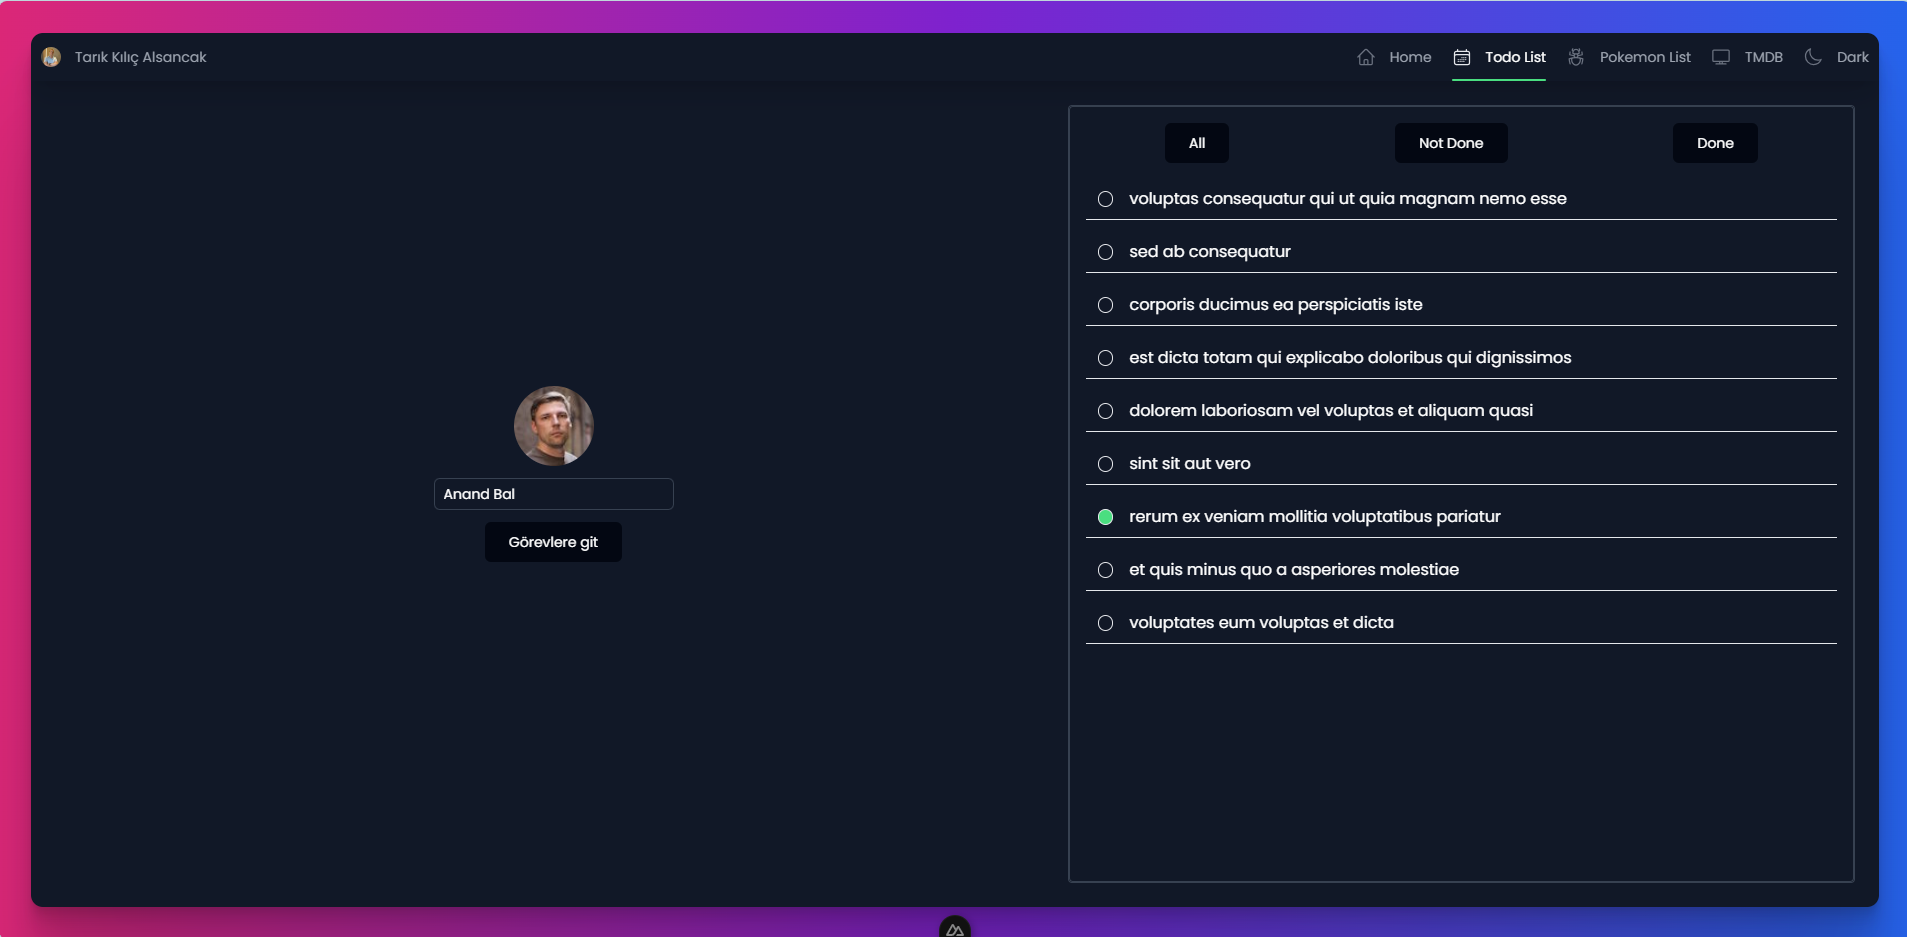 Tarık Kılıç Alsancak
Home
Todo List
Pokemon List
TMDB
Dark
All
Not Done
Done
voluptas consequatur qui ut quia magnam nemo esse
sed ab consequatur
corporis ducimus ea perspiciatis iste
est dicta totam qui explicabo doloribus qui dignissimos
dolorem laboriosam vel voluptas et aliquam quasi
sint sit aut vero
rerum ex veniam mollitia voluptatibus pariatur
et quis minus quo a asperiores molestiae
voluptates eum voluptas et dicta
Anand Bal
Görevlere git